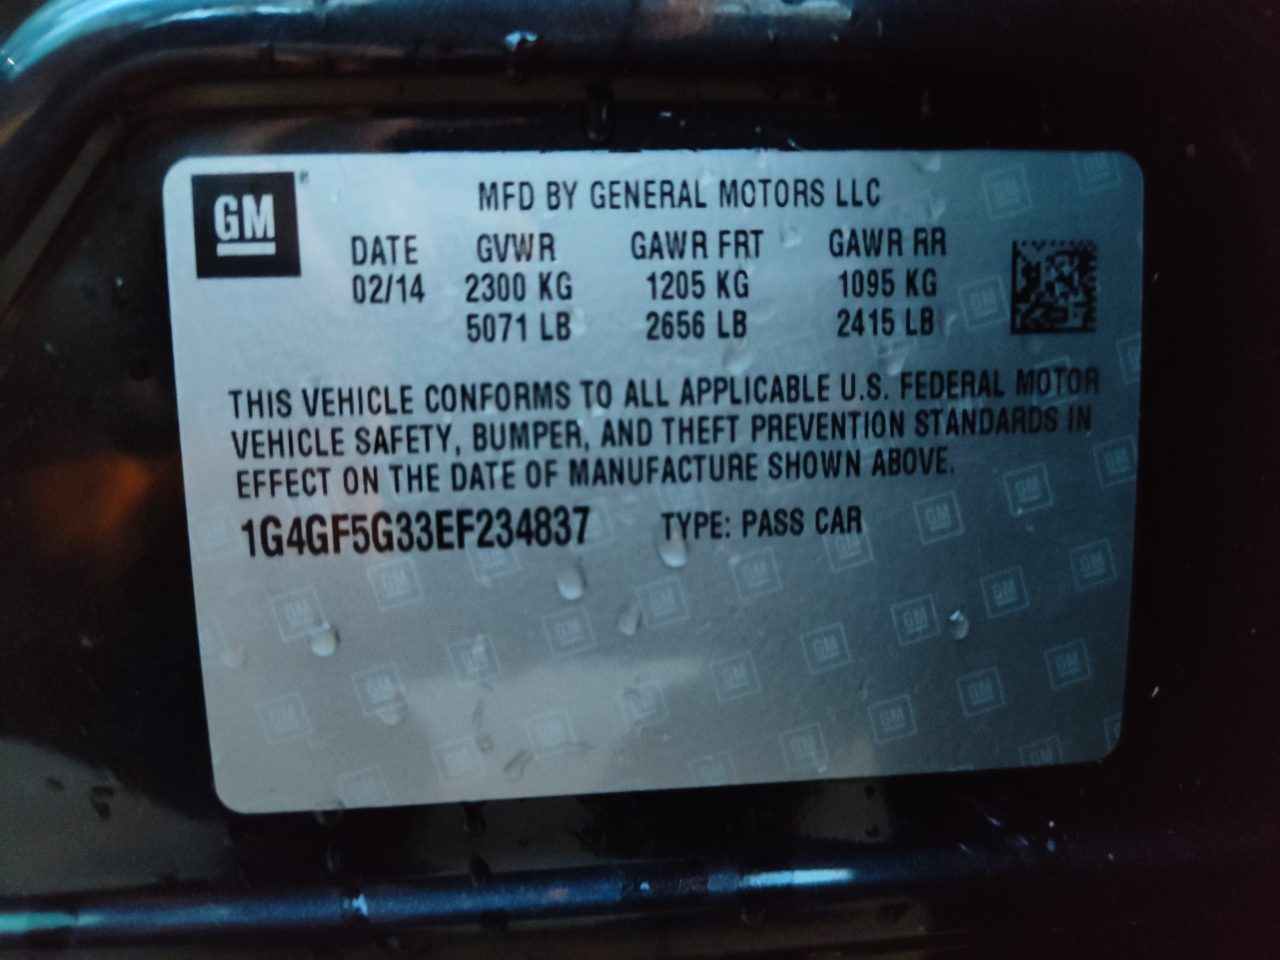 GM
MFD BY GENERAL MOTORS LLC
DATE GVWR GAWR FRT GAWR RR
02/14 2300 KG 1205 KG 1095 KG
5071 LB 2656 LB 2415 LB
THIS VEHICLE CONFORMS TO ALL APPLICABLE U.S. FEDERAL MOTOR
VEHICLE SAFETY, BUMPER, AND THEFT PREVENTION STANDARDS IN
EFFECT ON THE DATE OF MANUFACTURE SHOWN ABOVE.
1G4GF5G33EF234837 TYPE: PASS CAR